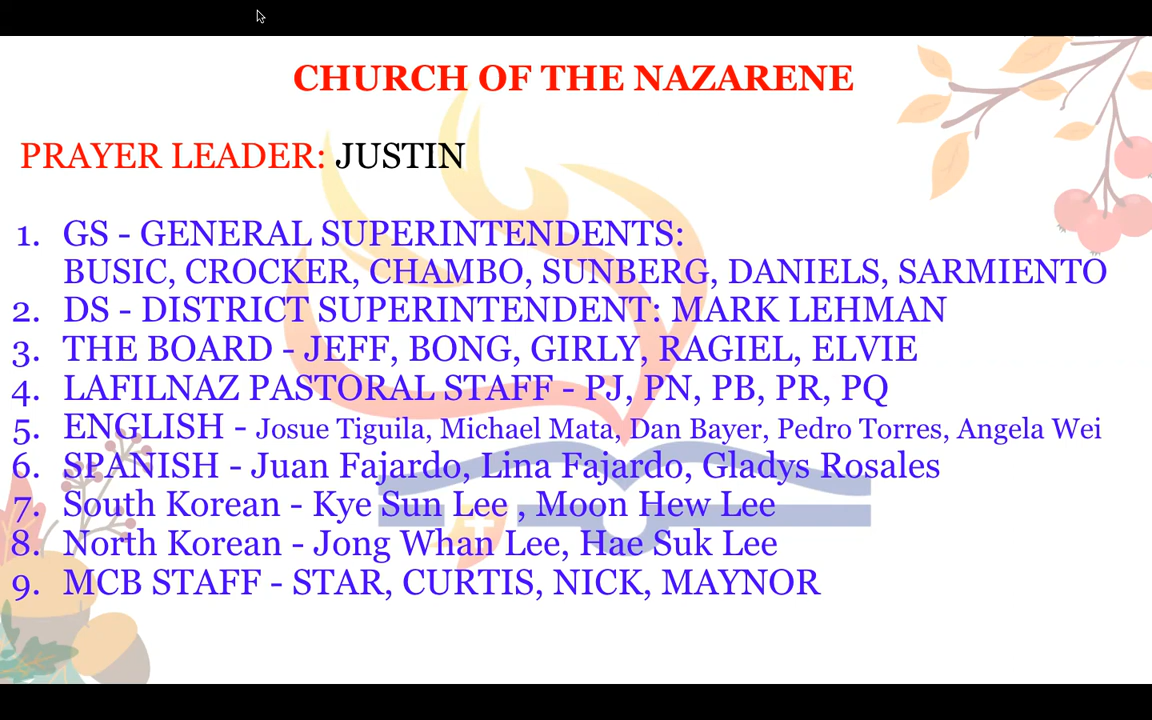 CHURCH OF THE NAZARENE
PRAYER LEADER: JUSTIN
1. GS - GENERAL SUPERINTENDENTS:
BUSIC, CROCKER, CHAMBO, SUNBERG, DANIELS, SARMIENTO
2. DS - DISTRICT SUPERINTENDENT: MARK LEHMAN
3. THE BOARD - JEFF, BONG, GIRLY, RAGIEL, ELVIE
4. LAFILNAZ PASTORAL STAFF - PJ, PN, PB, PR, PQ
5. ENGLISH - Josue Tiguila, Michael Mata, Dan Bayer, Pedro Torres, Angela Wei
6. SPANISH - Juan Fajardo, Lina Fajardo, Gladys Rosales
7. South Korean - Kye Sun Lee , Moon Hew Lee
8. North Korean - Jong Whan Lee, Hae Suk Lee
9. MCB STAFF - STAR, CURTIS, NICK, MAYNOR